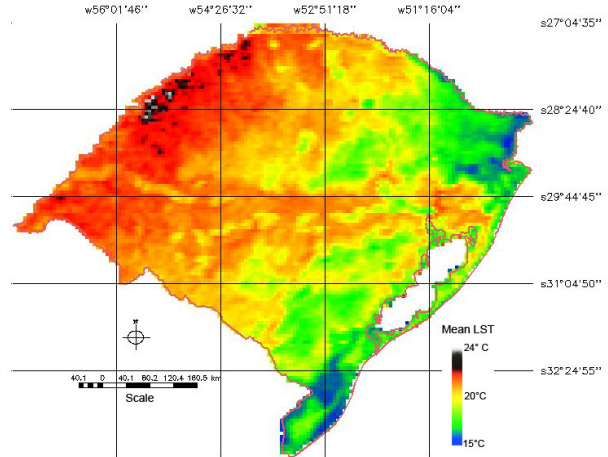 w56°01'46'' w54°26'32'' w52°51'18'' w51°16'04''
s27°04'35''
s28°24'40''
s29°44'45''
s31°04'50''
Mean LST
24° C
20°C
15°C
N
s32°24'55''
40.1 0 40.1 80.2 120.4 160.5 km
Scale